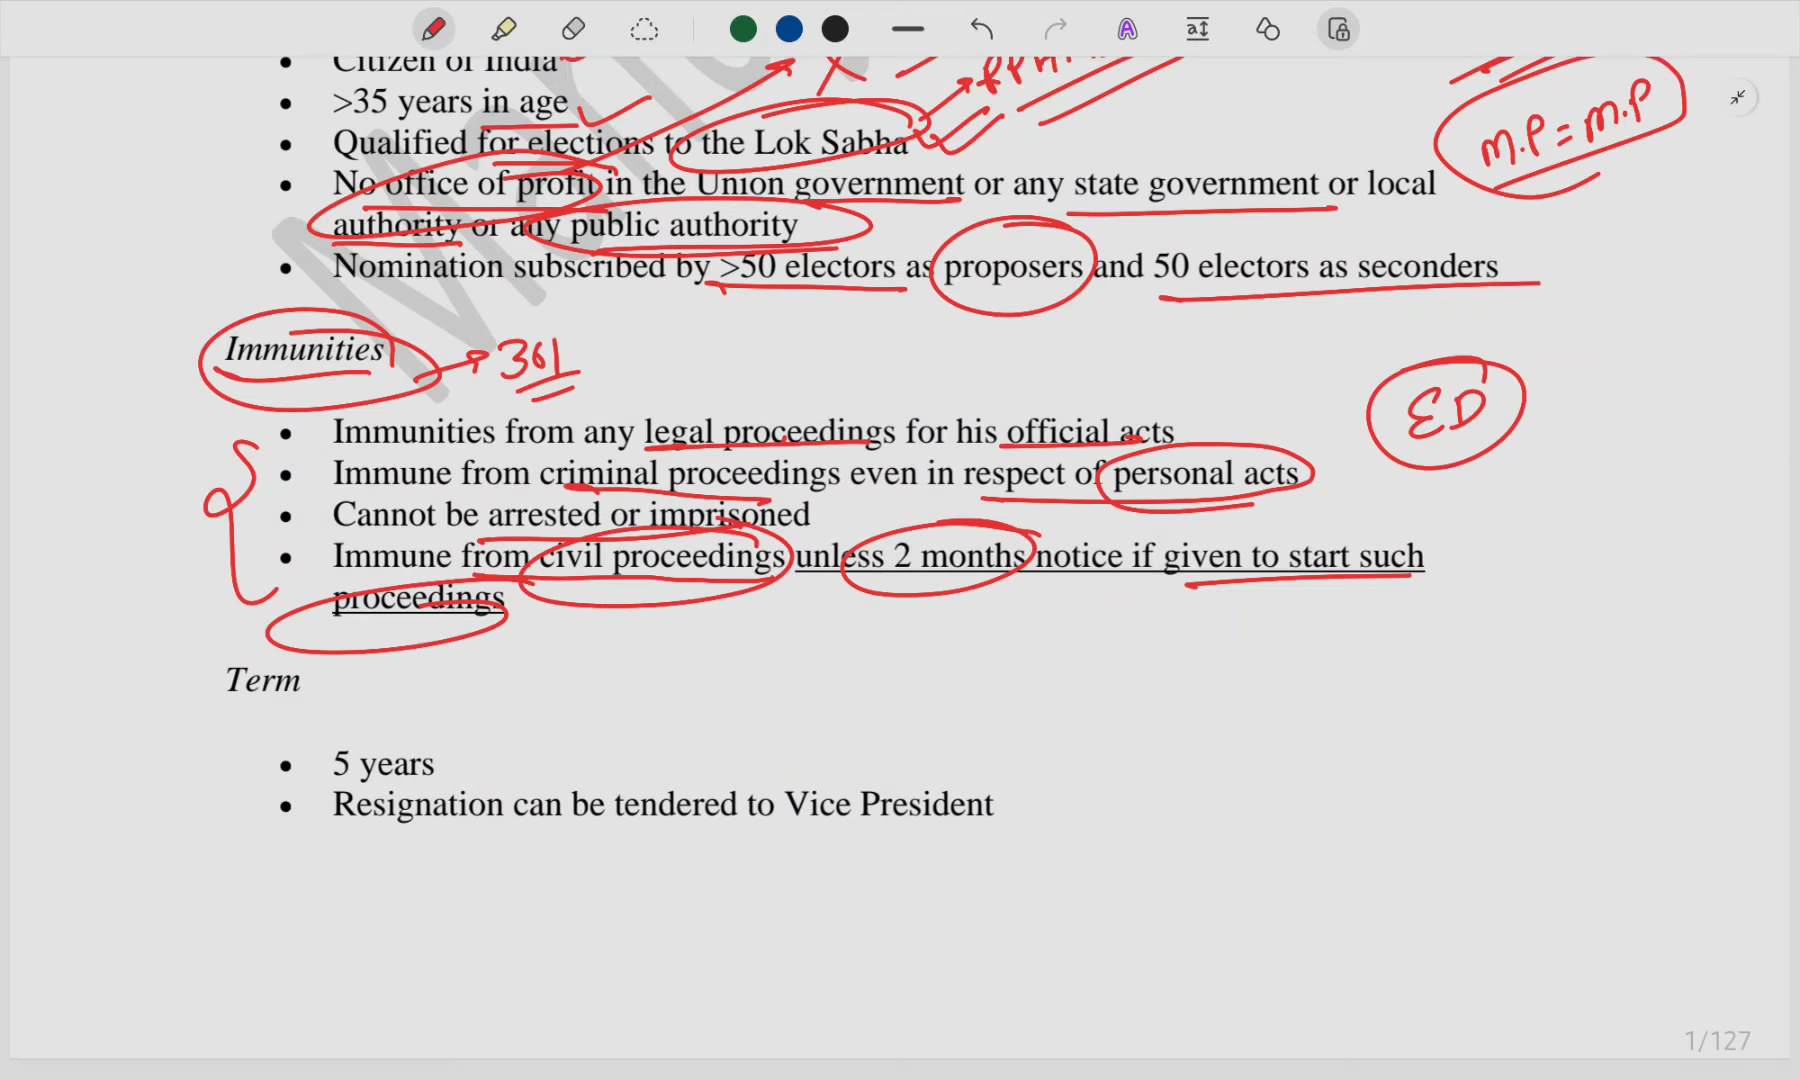 Citizen of India
>35 years in age
Qualified for elections to the Lok Sabha
No office of profit in the Union government or any state government or local
authority or any public authority
Nomination subscribed by >50 electors as proposers and 50 electors as seconders
M.P = M.P
Immunities
361
ED
Immunities from any legal proceedings for his official acts
Immune from criminal proceedings even in respect of personal acts
Cannot be arrested or imprisoned
Immune from civil proceedings unless 2 months notice if given to start such
proceedings
Term
5 years
Resignation can be tendered to Vice President
1/127